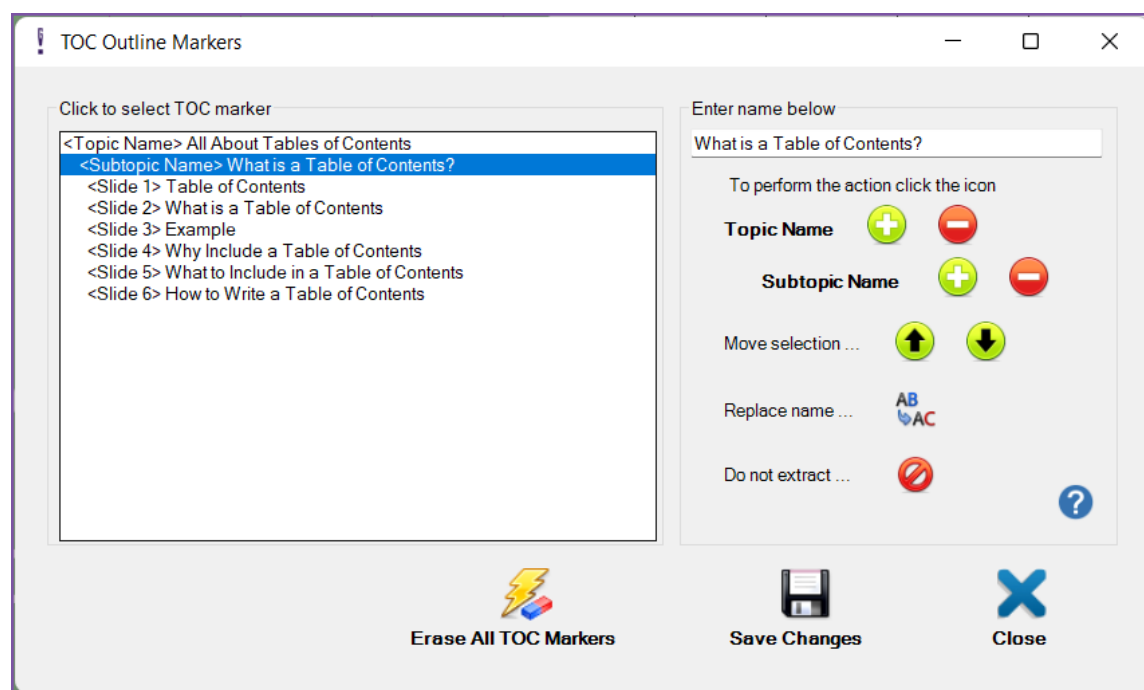 TOC Outline Markers
Click to select TOC marker
<Topic Name> All About Tables of Contents
<Subtopic Name> What is a Table of Contents?
<Slide 1> Table of Contents
<Slide 2> What is a Table of Contents
<Slide 3> Example
<Slide 4> Why Include a Table of Contents
<Slide 5> What to Include in a Table of Contents
<Slide 6> How to Write a Table of Contents
Enter name below
What is a Table of Contents?
To perform the action click the icon
Topic Name
Subtopic Name
Move selection ...
Replace name ...
AB
AC
Do not extract ...
?
Erase All TOC Markers
Save Changes
Close